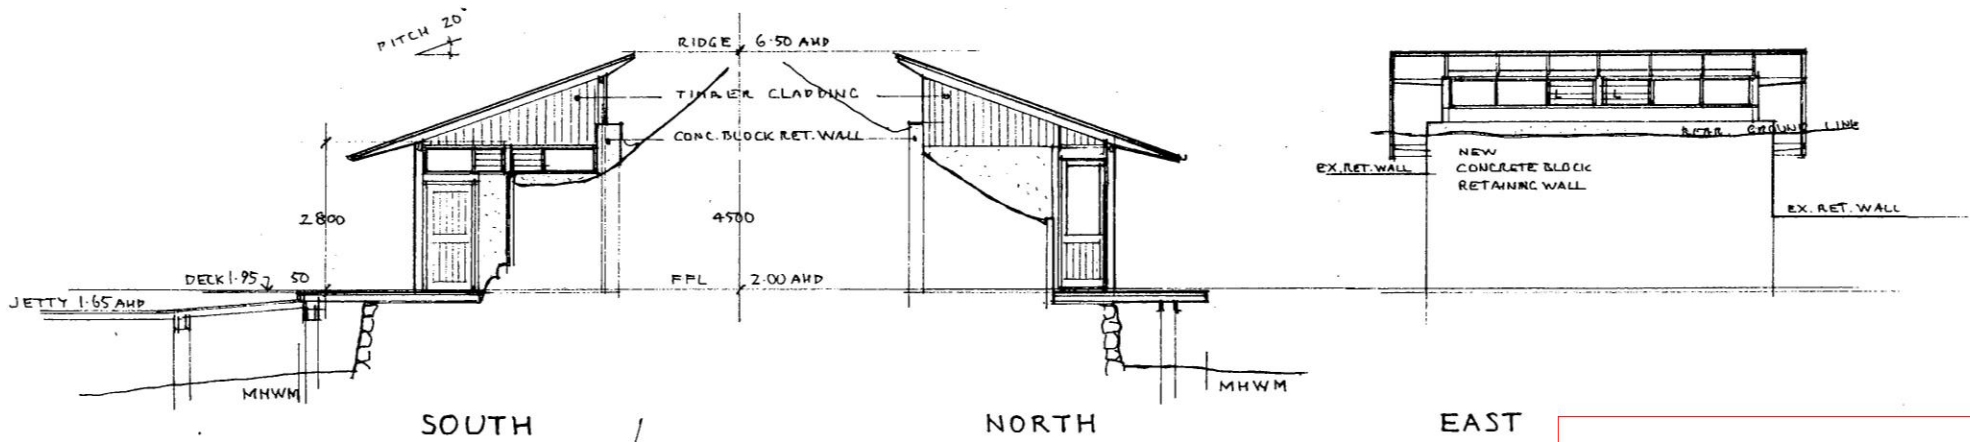 PITCH 20°
RIDGE 6.50 AHD
TIMBER CLADDING
CONC. BLOCK RET. WALL
2800
4500
DECK 1.95 50
FFL 2.00 AHD
JETTY 1.65 AHD
MHWM
MHWM
REAR GROUND LINE
EX. RET. WALL
NEW
CONCRETE BLOCK
RETAINING WALL
EX. RET. WALL
SOUTH
NORTH
EAST